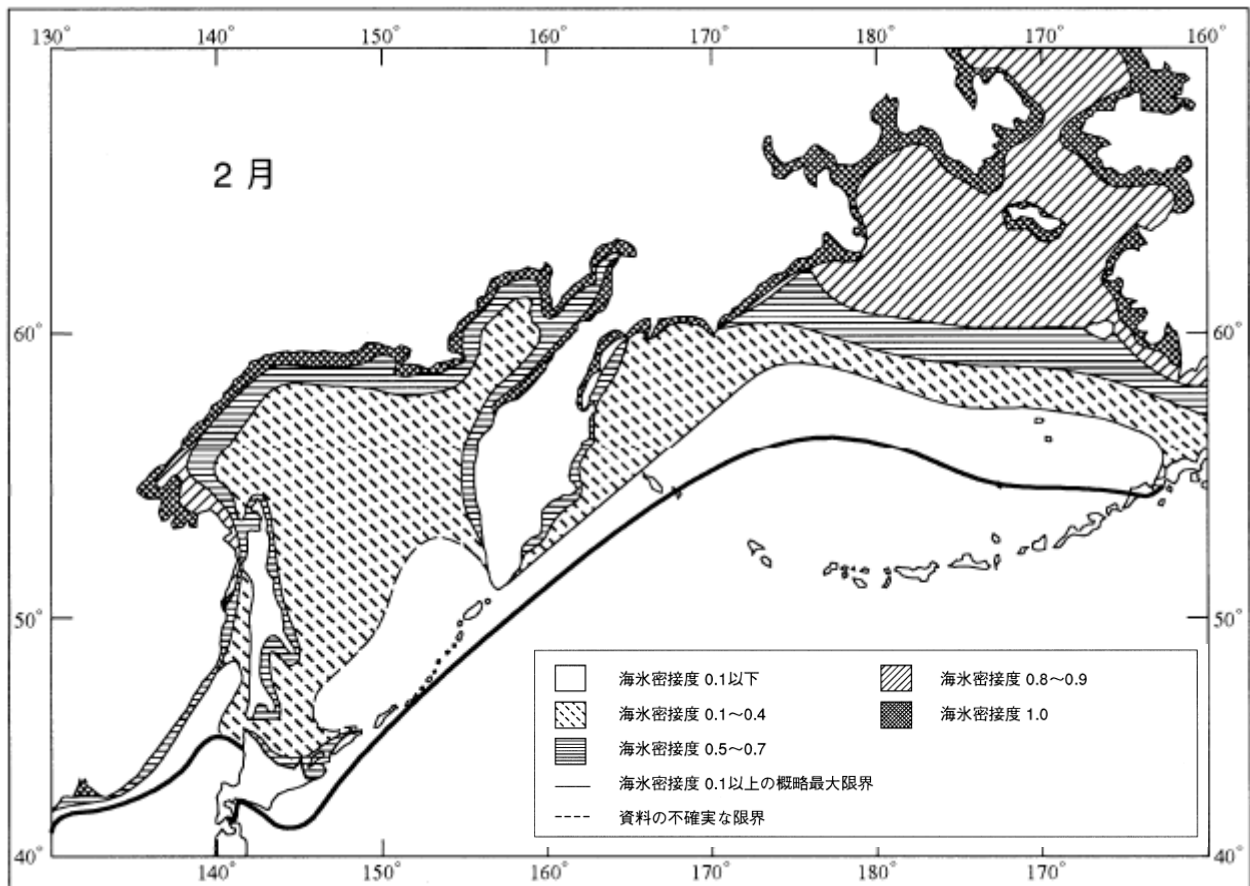 130° 140° 150° 160° 170° 180° 170° 160°
2 月
60° 60°
50° 50°
海氷密接度 0.1以下
海氷密接度 0.8～0.9
海氷密接度 0.1～0.4
海氷密接度 1.0
海氷密接度 0.5～0.7
海氷密接度 0.1以上の概略最大限界
資料の不確実な限界
40° 40°
140° 150° 160° 170° 180° 170°